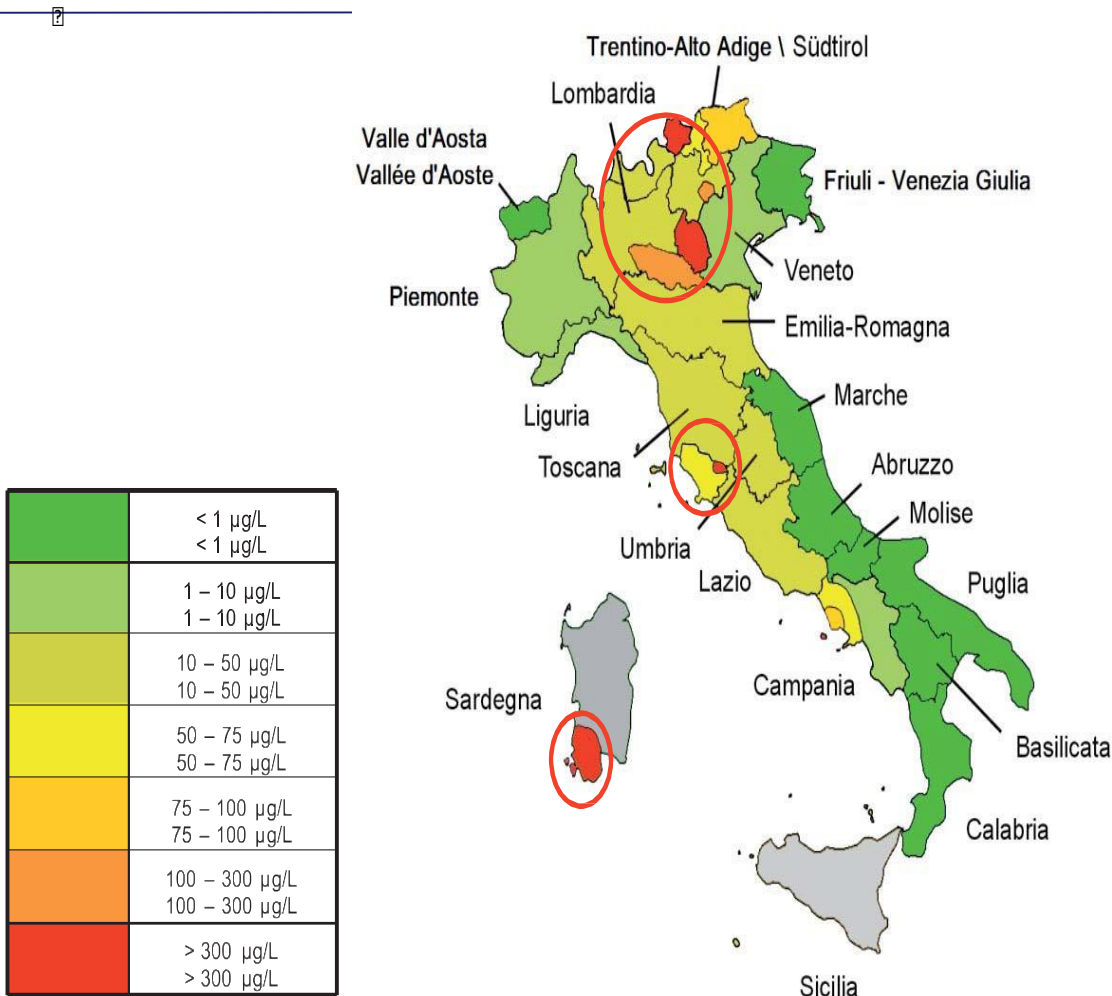 Trentino-Alto Adige \ Südtirol
Lombardia
Valle d'Aosta
Vallée d'Aoste
Friuli - Venezia Giulia
Veneto
Piemonte
Emilia-Romagna
Marche
Liguria
Toscana
Abruzzo
Molise
Umbria
Lazio
Puglia
Campania
Sardegna
Basilicata
Calabria
Sicilia
< 1 µg/L
< 1 µg/L
1 – 10 µg/L
1 – 10 µg/L
10 – 50 µg/L
10 – 50 µg/L
50 – 75 µg/L
50 – 75 µg/L
75 – 100 µg/L
75 – 100 µg/L
100 – 300 µg/L
100 – 300 µg/L
> 300 µg/L
> 300 µg/L